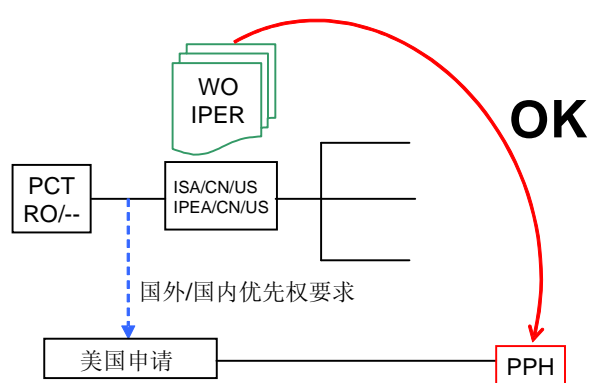 WO
IPER
OK
PCT
RO/--
ISA/CN/US
IPEA/CN/US
国外/国内优先权要求
美国申请
PPH